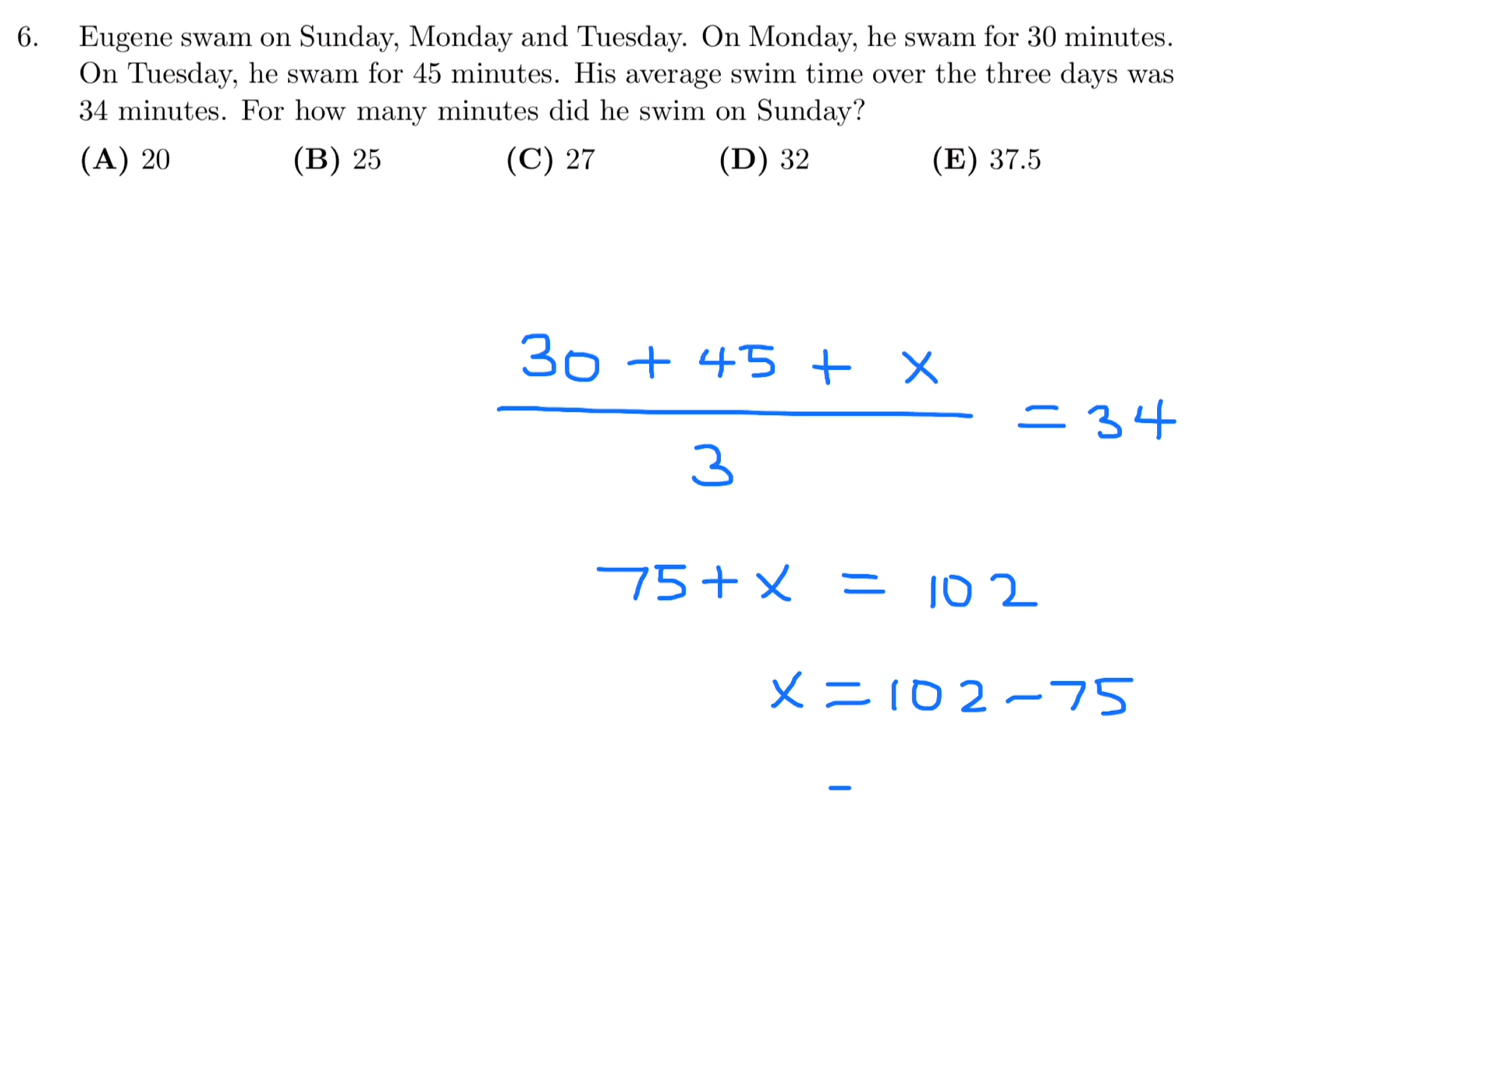 6. Eugene swam on Sunday, Monday and Tuesday. On Monday, he swam for 30 minutes.
On Tuesday, he swam for 45 minutes. His average swim time over the three days was
34 minutes. For how many minutes did he swim on Sunday?
(A) 20 (B) 25 (C) 27 (D) 32 (E) 37.5
30 + 45 + x
= 34
3
75 + x = 102
x = 102 - 75
-